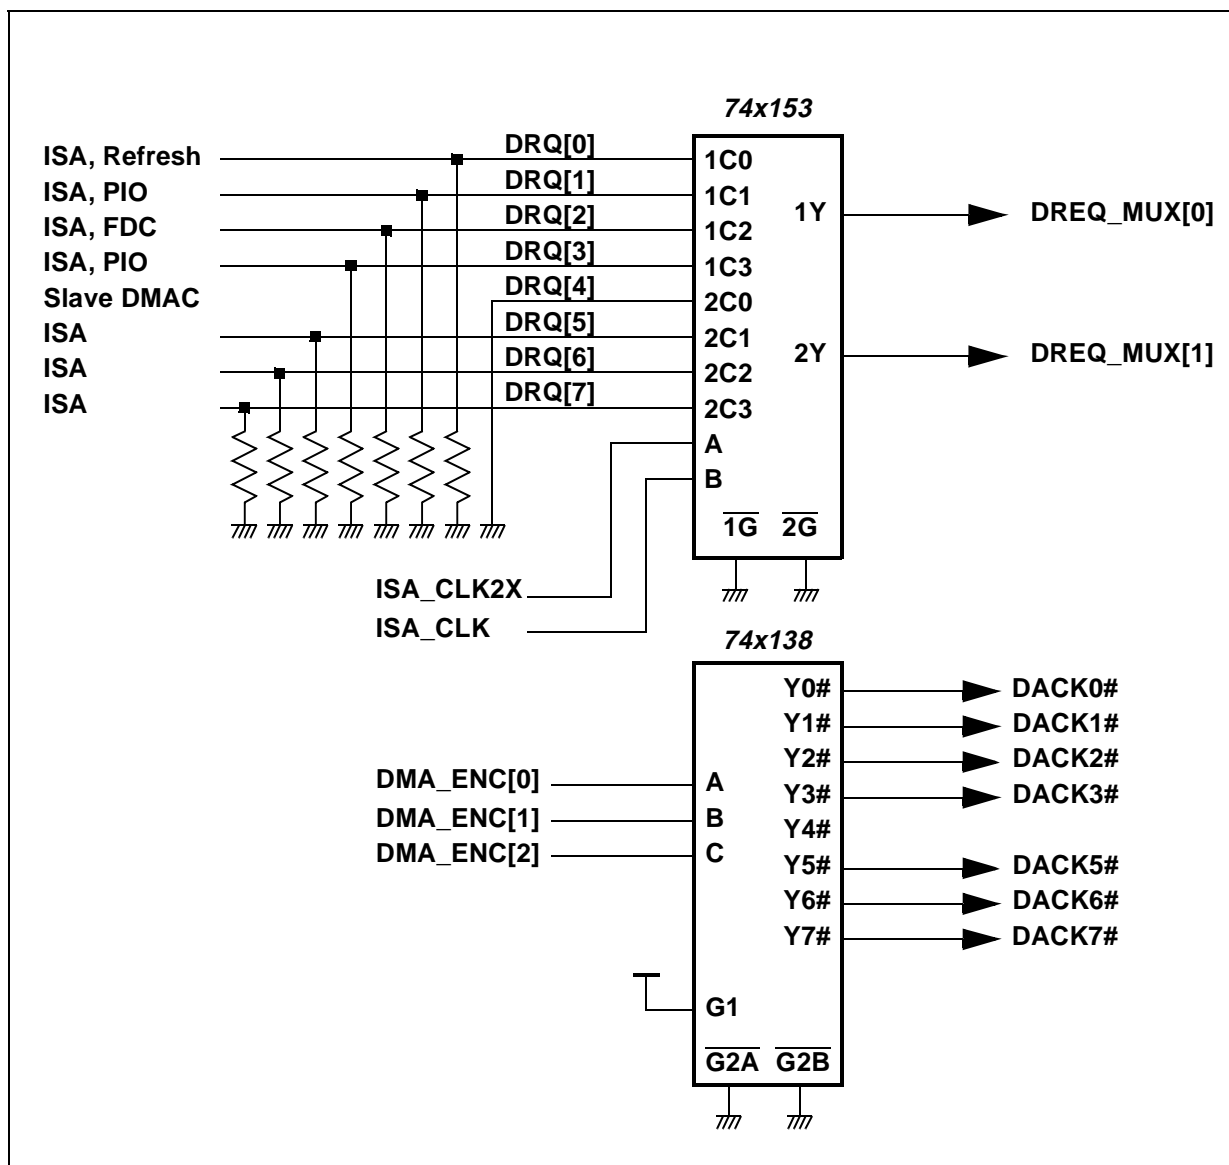 74x153
ISA, Refresh DRQ[0] 1C0
ISA, PIO DRQ[1] 1C1
1Y DREQ_MUX[0]
ISA, FDC DRQ[2] 1C2
ISA, PIO DRQ[3] 1C3
Slave DMAC DRQ[4] 2C0
ISA DRQ[5] 2C1
2Y DREQ_MUX[1]
ISA DRQ[6] 2C2
ISA DRQ[7] 2C3
A
B
1G 2G
ISA_CLK2X
ISA_CLK
74x138
Y0# DACK0#
Y1# DACK1#
Y2# DACK2#
DMA_ENC[0] A
Y3# DACK3#
DMA_ENC[1] B
Y4#
DMA_ENC[2] C
Y5# DACK5#
Y6# DACK6#
Y7# DACK7#
G1
G2A G2B